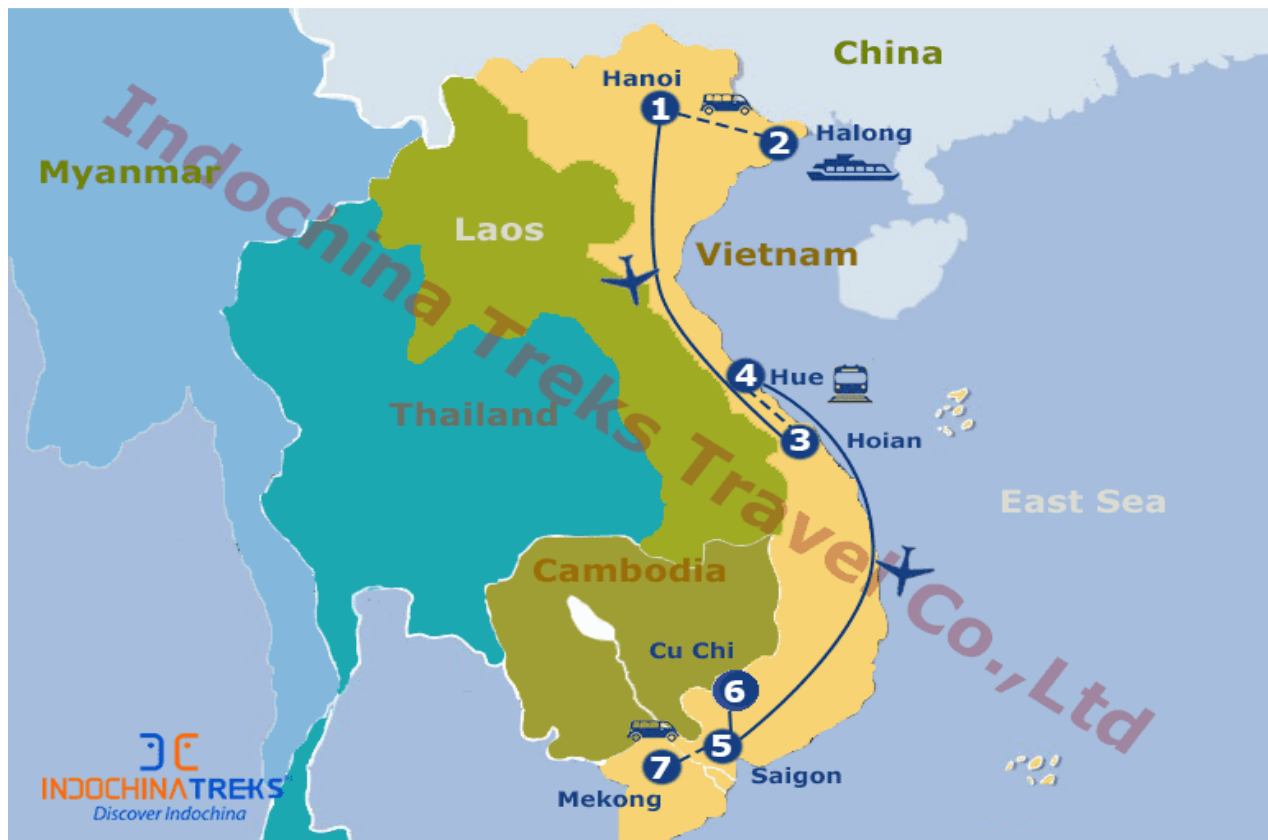 China
Hanoi
1
2
Halong
Myanmar
Laos
Vietnam
4
Hue
Thailand
3
Hoian
East Sea
Cambodia
Cu Chi
6
5
7
Saigon
Mekong
Indochina Treks Travel Co.,Ltd
INDOCHINATREKS
Discover Indochina